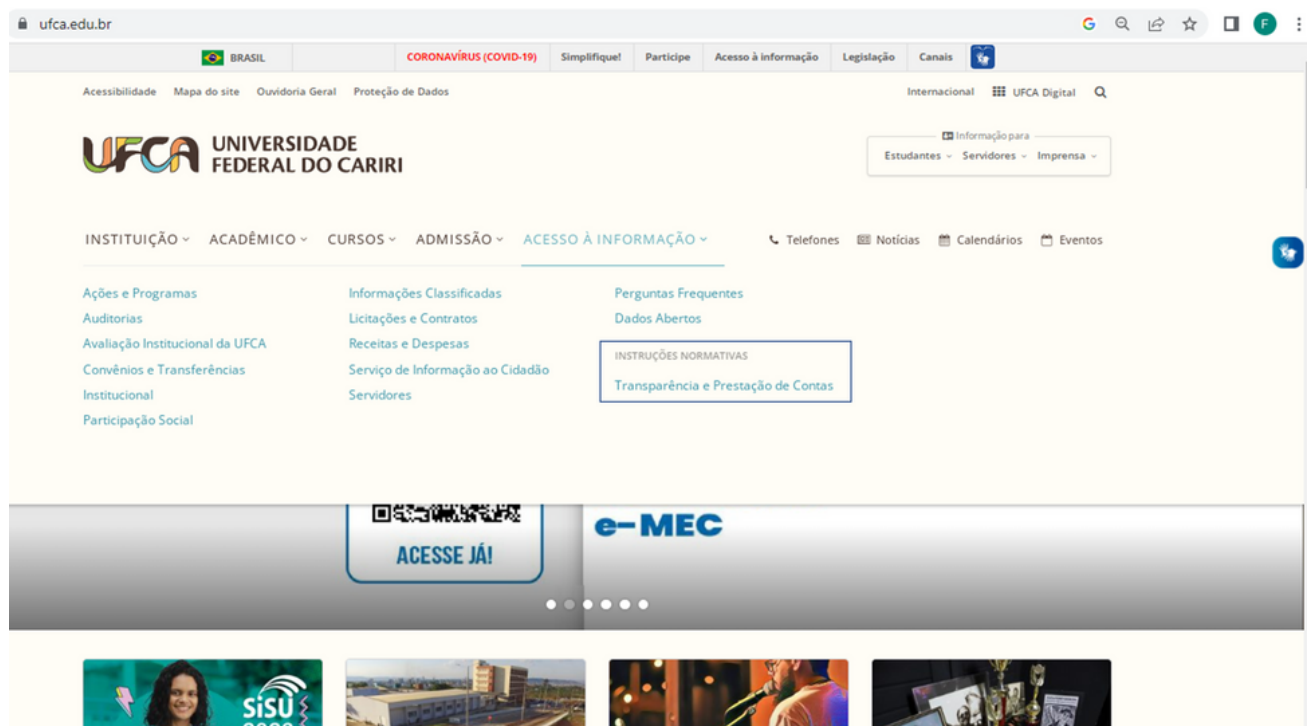 ufca.edu.br
BRASIL CORONAVÍRUS (COVID-19) Simplifique! Participe Acesso à informação Legislação Canais
Acessibilidade Mapa do site Ouvidoria Geral Proteção de Dados Internacional UFCA Digital
UFCA UNIVERSIDADE FEDERAL DO CARIRI
Informação para
Estudantes Servidores Imprensa
INSTITUIÇÃO ACADÊMICO CURSOS ADMISSÃO ACESSO À INFORMAÇÃO Telefones Notícias Calendários Eventos
Ações e Programas
Auditorias
Avaliação Institucional da UFCA
Convênios e Transferências
Institucional
Participação Social
Informações Classificadas
Licitações e Contratos
Receitas e Despesas
Serviço de Informação ao Cidadão
Servidores
Perguntas Frequentes
Dados Abertos
INSTRUÇÕES NORMATIVAS
Transparência e Prestação de Contas
ACESSE JÁ!
e-MEC
sisu